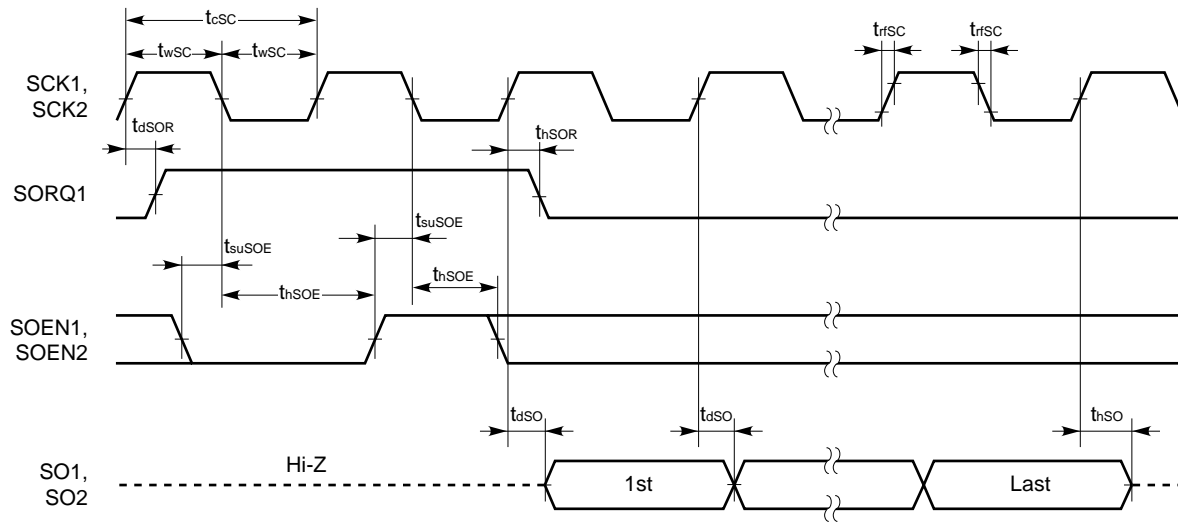 tcSC
twSC twSC
trfSC trfSC
SCK1,
SCK2
tdSOR
thSOR
SORQ1
tsuSOE
tsuSOE
thSOE
thSOE
SOEN1,
SOEN2
tdSO tdSO thSO
Hi-Z
SO1,
SO2
1st Last